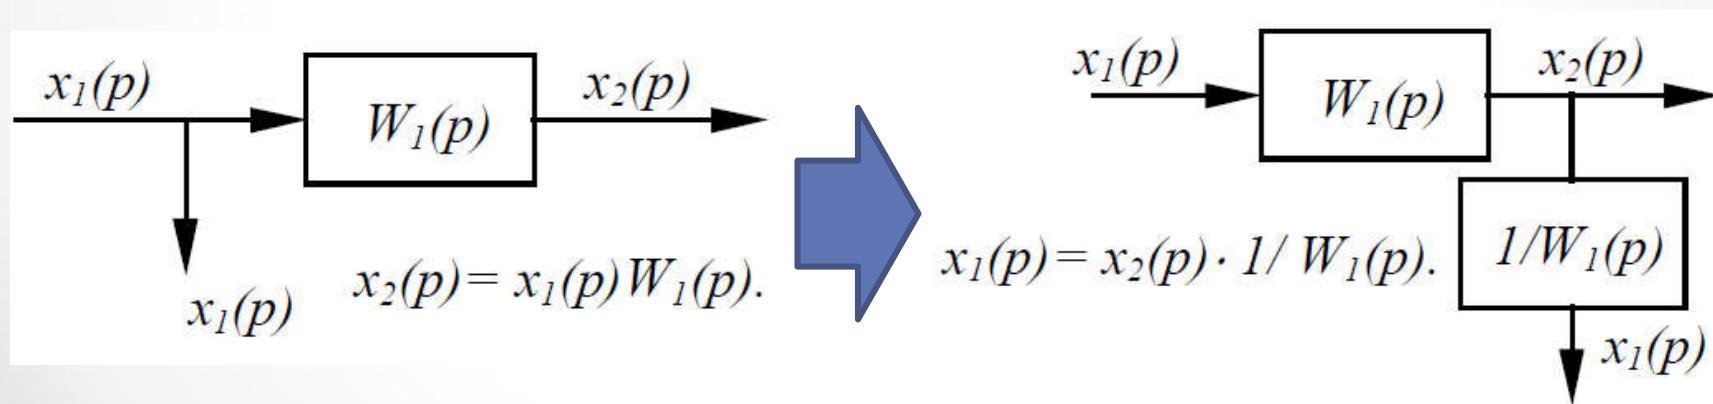 x₁(p)
W₁(p)
x₂(p)
x₁(p)
x₂(p)= x₁(p)W₁(p).
x₁(p)
W₁(p)
x₂(p)
x₁(p)= x₂(p)· 1/ W₁(p).
1/W₁(p)
x₁(p)